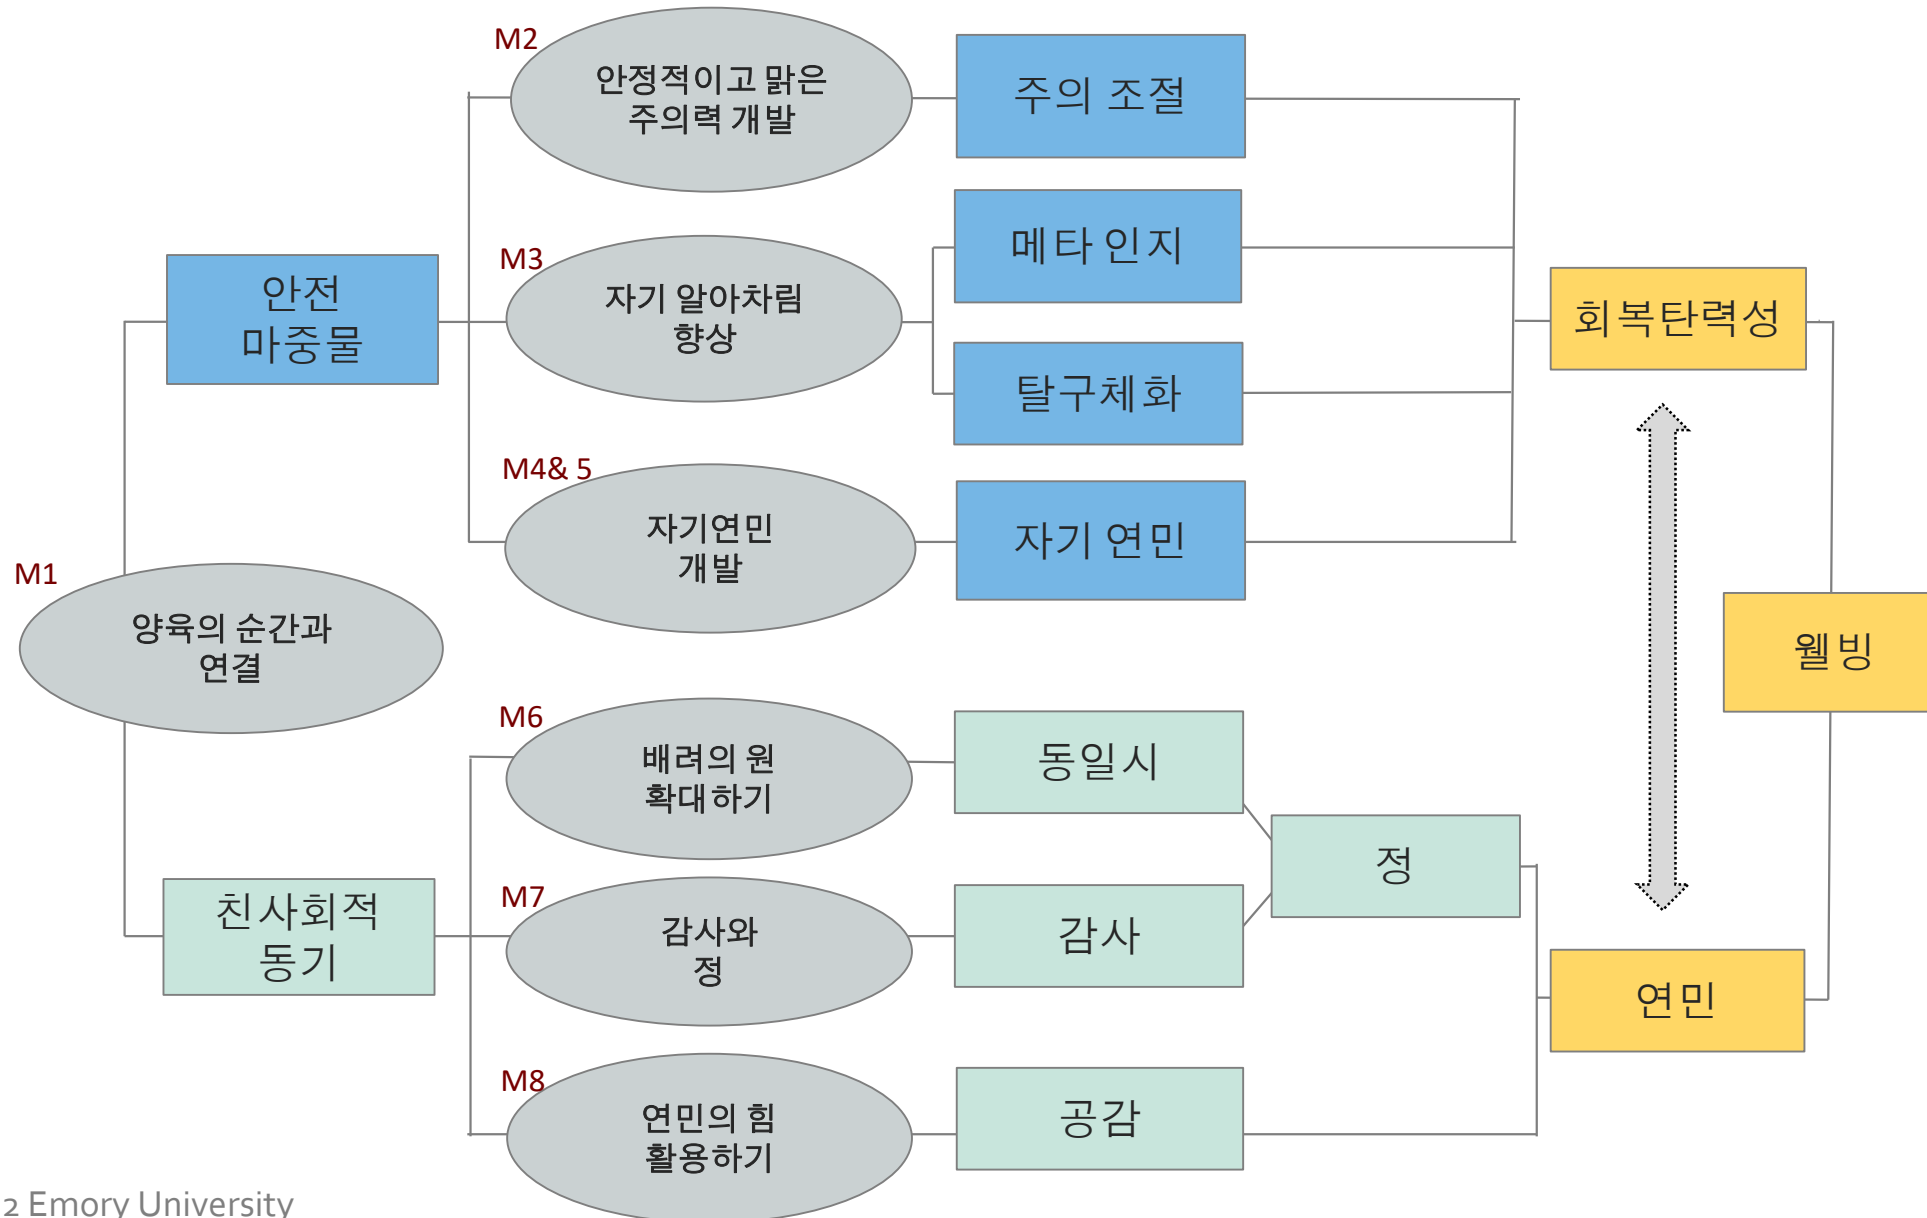 M2
안정적이고 맑은
주의력 개발
주의 조절
M3
자기 알아차림
향상
메타 인지
탈구체화
안전
마중물
회복탄력성
M4& 5
자기연민
개발
자기 연민
M1
양육의 순간과
연결
웰빙
M6
배려의 원
확대하기
동일시
정
M7
감사와
정
감사
친사회적
동기
연민
M8
연민의 힘
활용하기
공감
2 Emory University